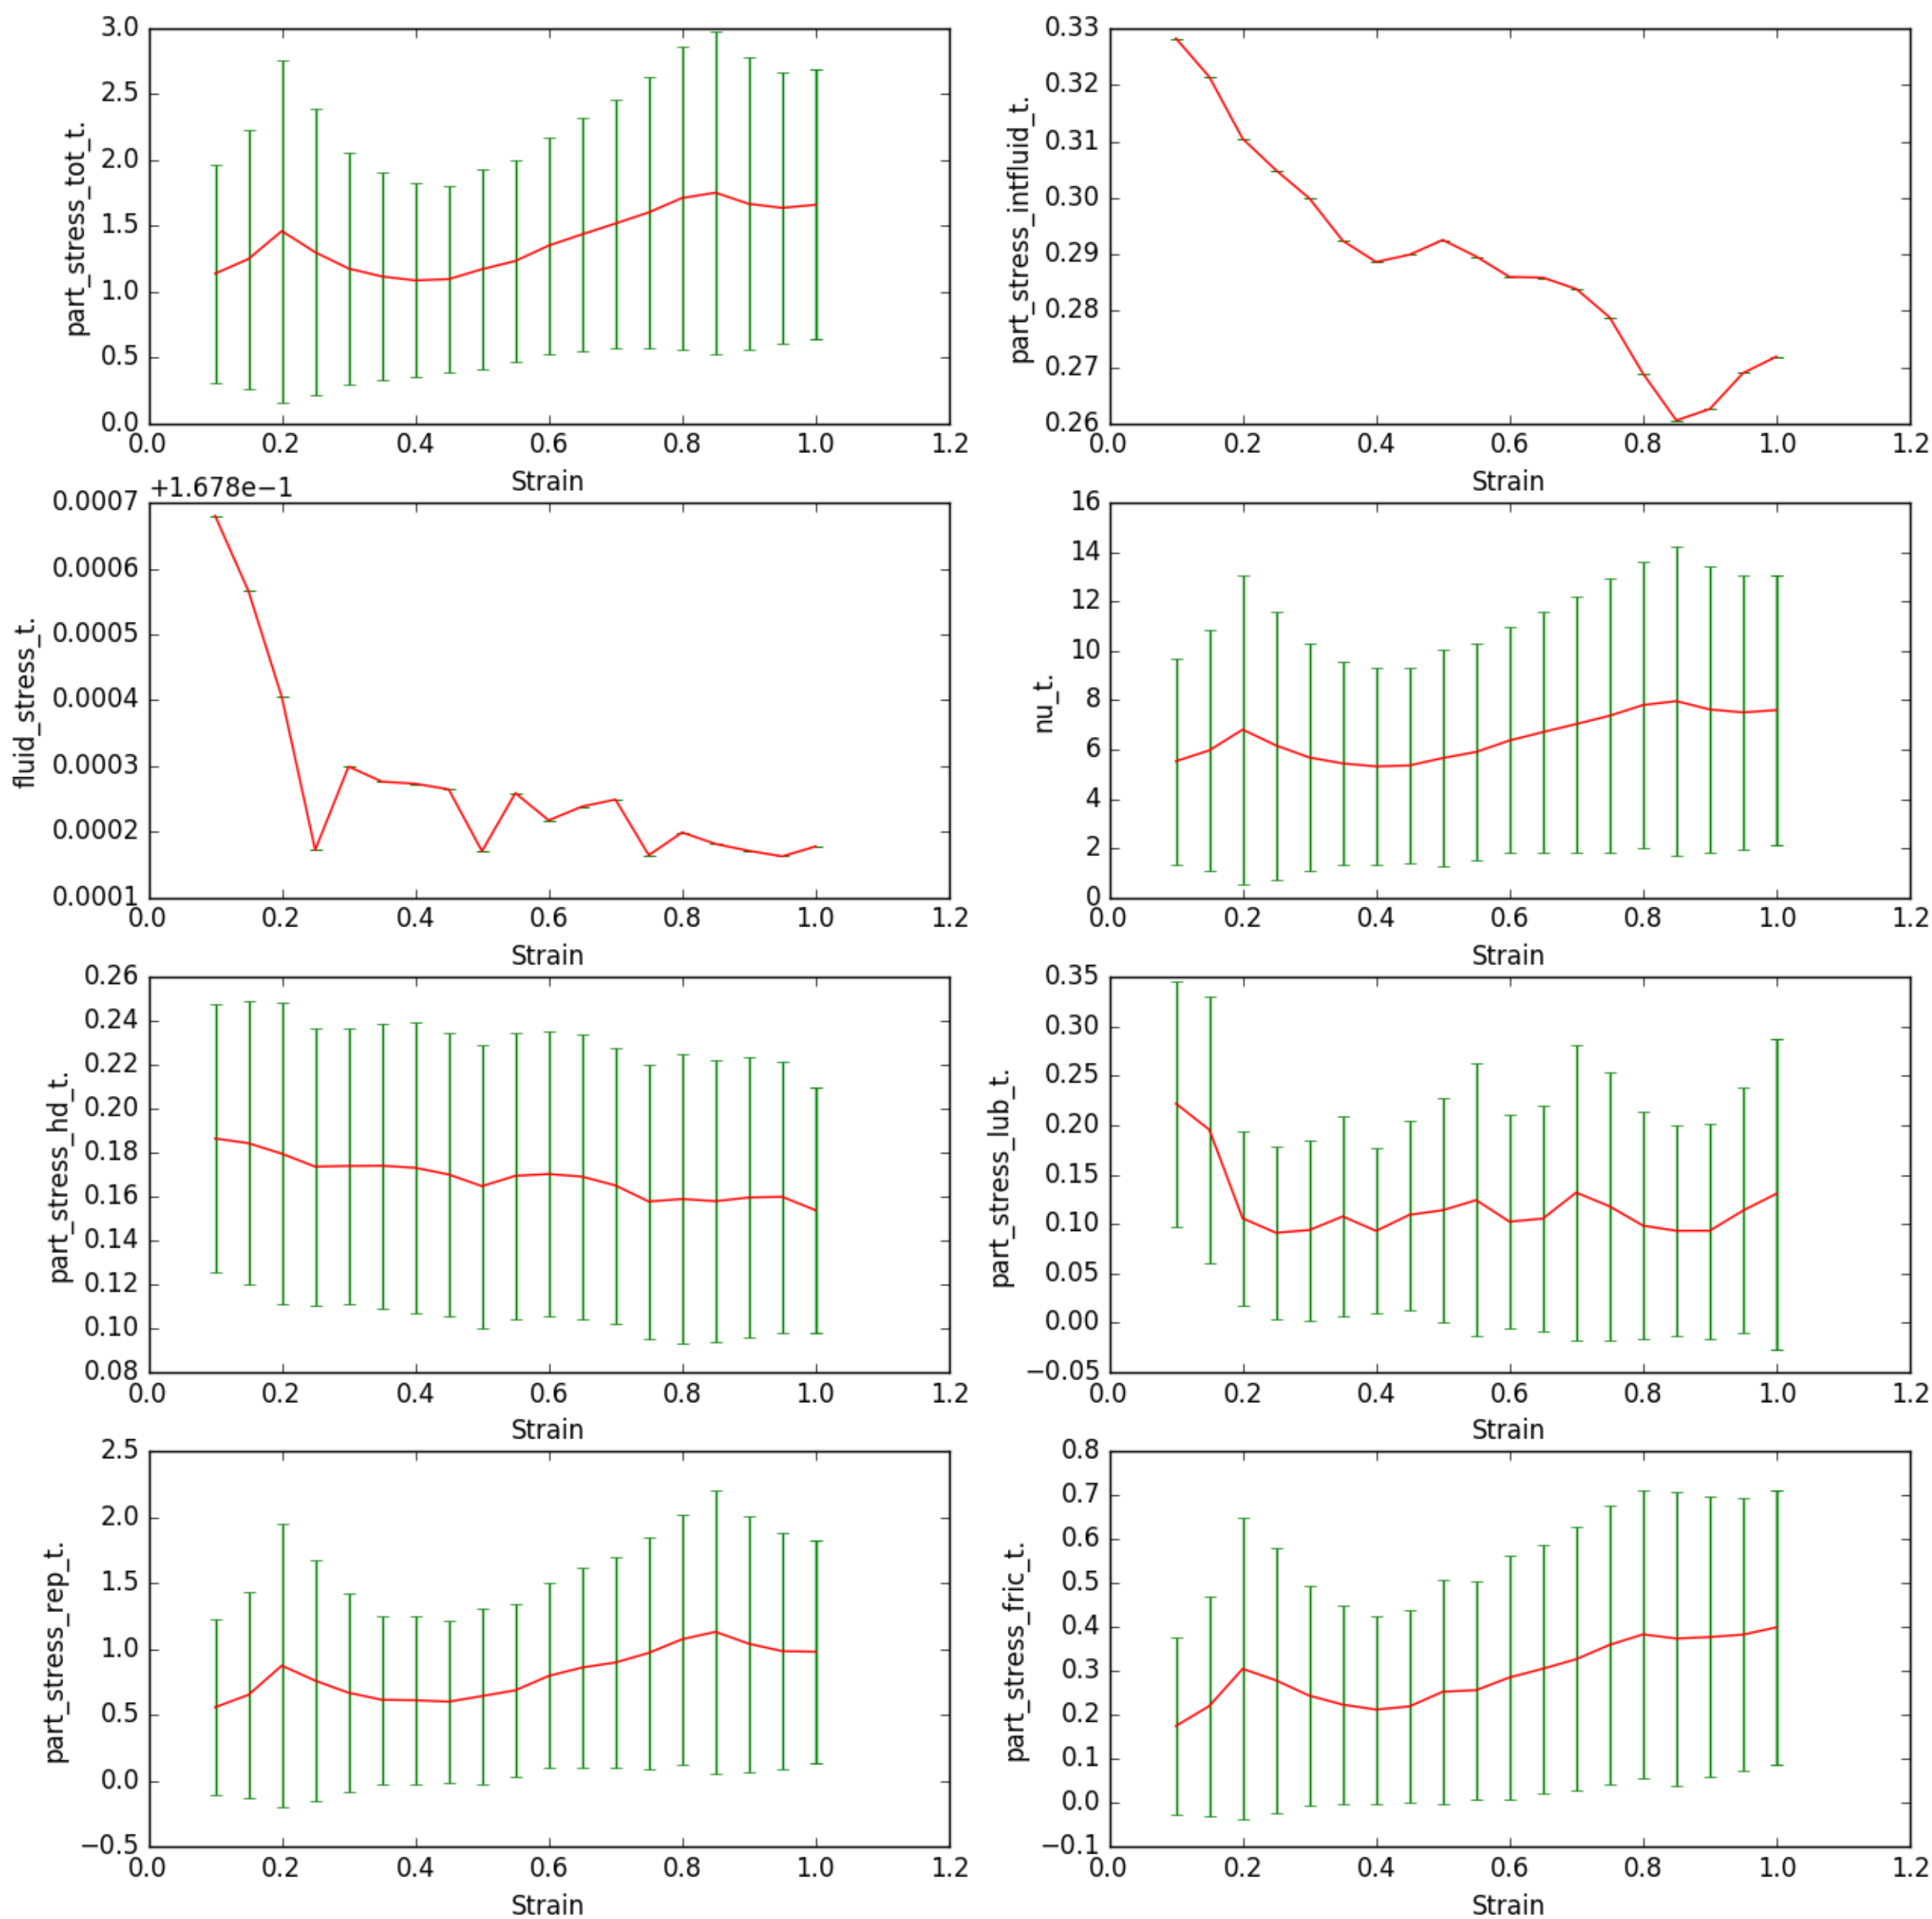 part_stress_tot_t.
3.0
2.5
2.0
1.5
1.0
0.5
0.0
0.0 0.2 0.4 0.6 0.8 1.0 1.2
Strain
part_stress_intfluid_t.
0.33
0.32
0.31
0.30
0.29
0.28
0.27
0.26
0.0 0.2 0.4 0.6 0.8 1.0 1.2
Strain
+1.678e−1
fluid_stress_t.
0.0007
0.0006
0.0005
0.0004
0.0003
0.0002
0.0001
0.0 0.2 0.4 0.6 0.8 1.0 1.2
Strain
nu_t.
16
14
12
10
8
6
4
2
0
0.0 0.2 0.4 0.6 0.8 1.0 1.2
Strain
part_stress_hd_t.
0.26
0.24
0.22
0.20
0.18
0.16
0.14
0.12
0.10
0.08
0.0 0.2 0.4 0.6 0.8 1.0 1.2
Strain
part_stress_lub_t.
0.35
0.30
0.25
0.20
0.15
0.10
0.05
0.00
−0.05
0.0 0.2 0.4 0.6 0.8 1.0 1.2
Strain
part_stress_rep_t.
2.5
2.0
1.5
1.0
0.5
0.0
−0.5
0.0 0.2 0.4 0.6 0.8 1.0 1.2
Strain
part_stress_fric_t.
0.8
0.7
0.6
0.5
0.4
0.3
0.2
0.1
0.0
−0.1
0.0 0.2 0.4 0.6 0.8 1.0 1.2
Strain